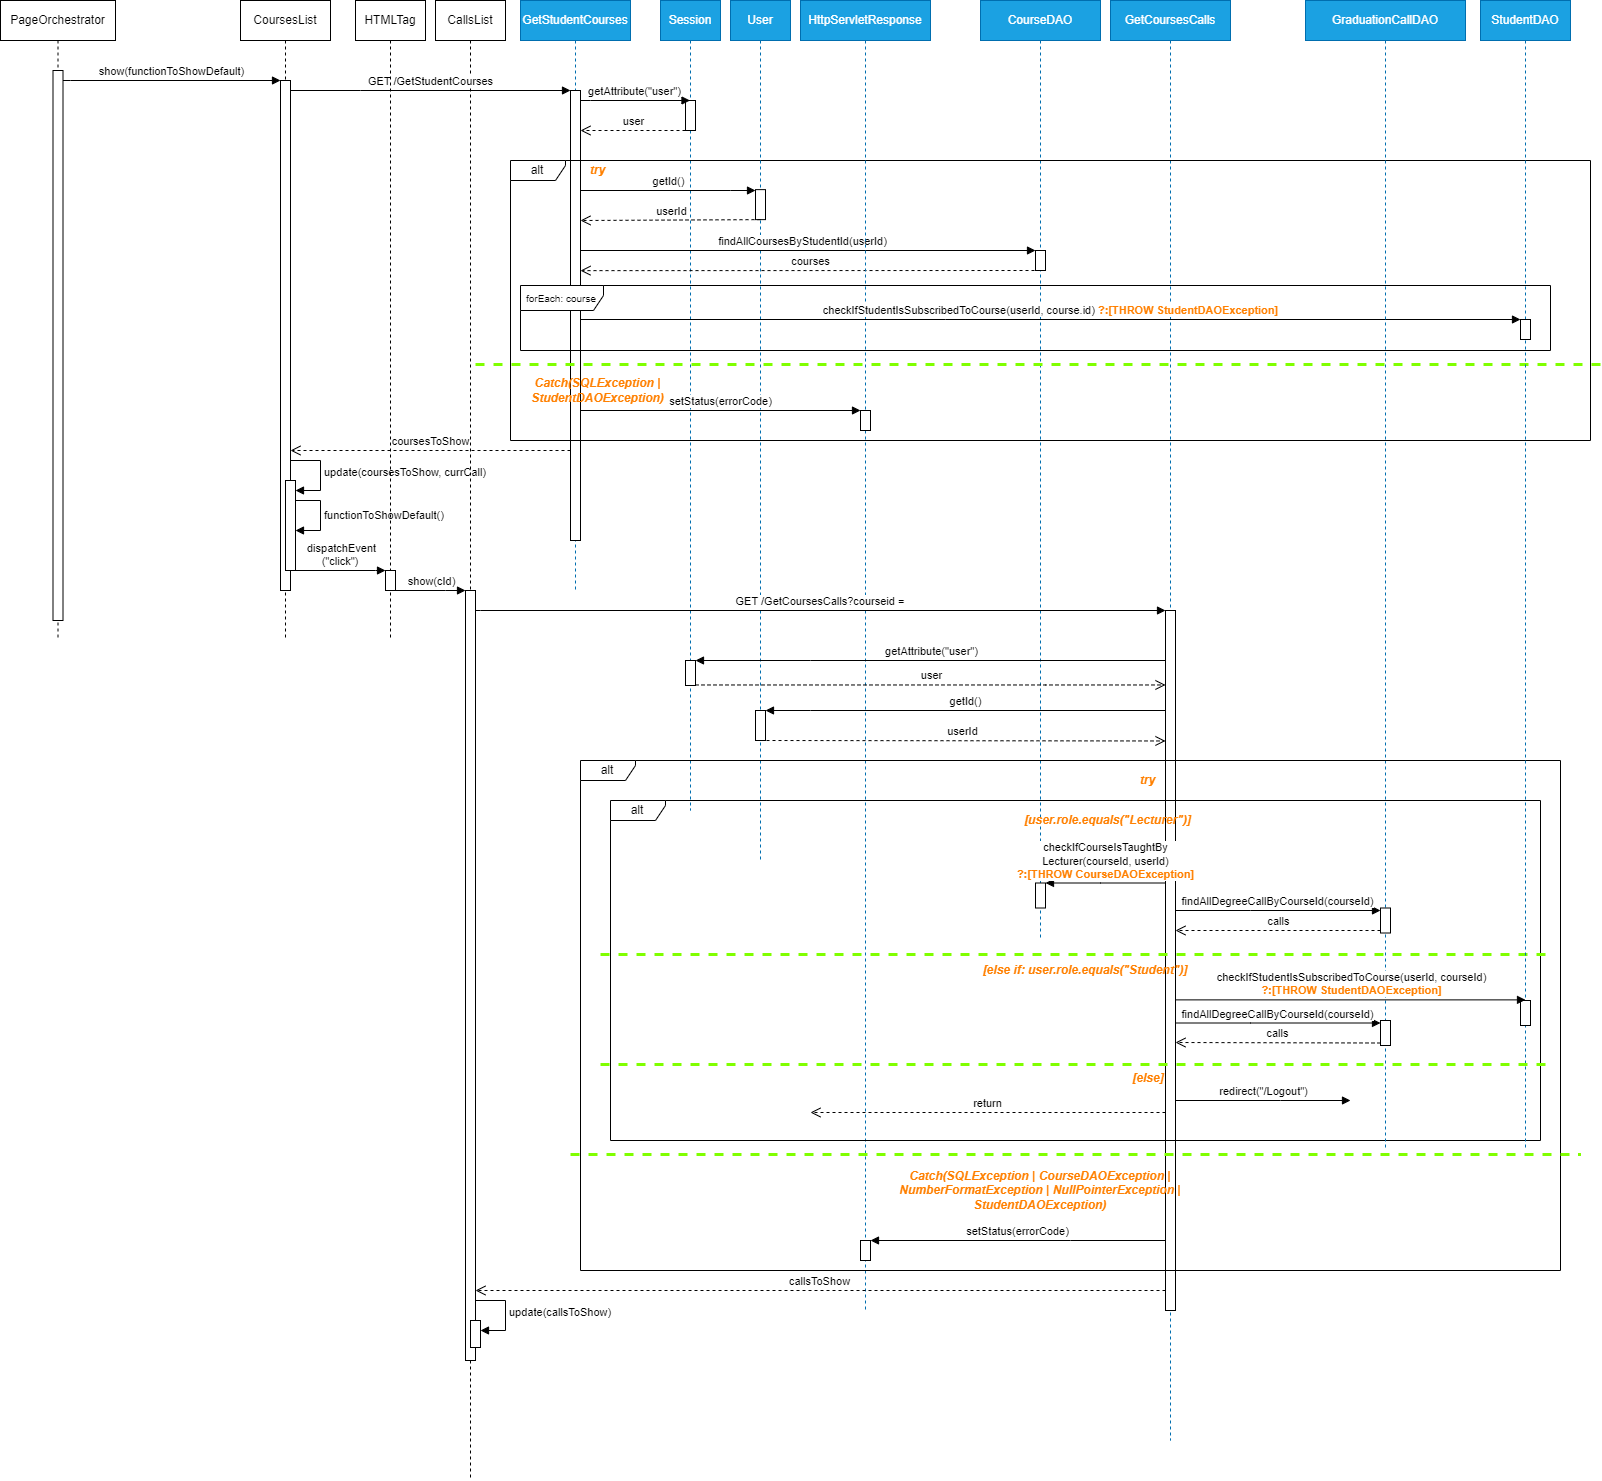 PageOrchestrator
CoursesList
HTMLTag
CallsList
GetStudentCourses
Session
User
HttpServletResponse
CourseDAO
GetCoursesCalls
GraduationCallDAO
StudentDAO
show(functionToShowDefault)
GET /GetStudentCourses
getAttribute("user")
user
alt
try
getId()
userId
findAllCoursesByStudentId(userId)
courses
forEach: course
checkIfStudentIsSubscribedToCourse(userId, course.id) ?:[THROW StudentDAOException]
Catch(SQLException |
StudentDAOException)
setStatus(errorCode)
coursesToShow
update(coursesToShow, currCall)
functionToShowDefault()
dispatchEvent
("click")
show(cId)
GET /GetCoursesCalls?courseid =
getAttribute("user")
user
getId()
userId
alt
try
alt
[user.role.equals("Lecturer")]
checkIfCourseIsTaughtBy
Lecturer(courseId, userId)
?:[THROW CourseDAOException]
findAllDegreeCallByCourseId(courseId)
calls
[else if: user.role.equals("Student")]
checkIfStudentIsSubscribedToCourse(userId, courseId)
?:[THROW StudentDAOException]
findAllDegreeCallByCourseId(courseId)
calls
[else]
redirect("/Logout")
return
Catch(SQLException | CourseDAOException |
NumberFormatException | NullPointerException |
StudentDAOException)
setStatus(errorCode)
callsToShow
update(callsToShow)